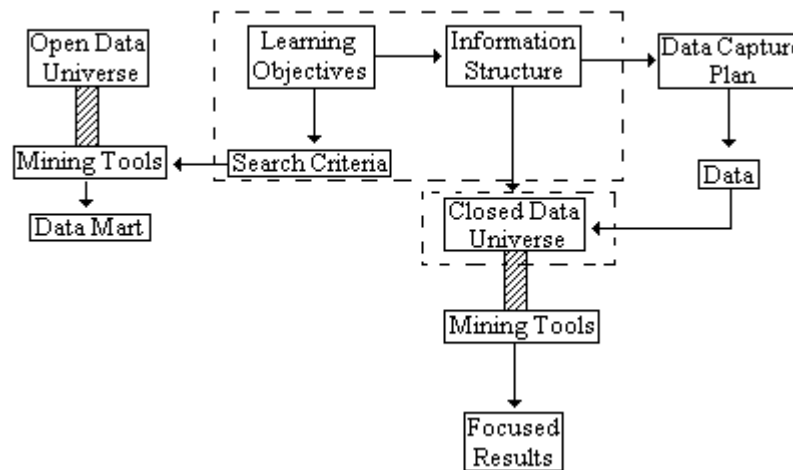 Open Data
Universe
Learning
Objectives
Information
Structure
Data Capture
Plan
Mining Tools
Search Criteria
Data
Data Mart
Closed Data
Universe
Mining Tools
Focused
Results